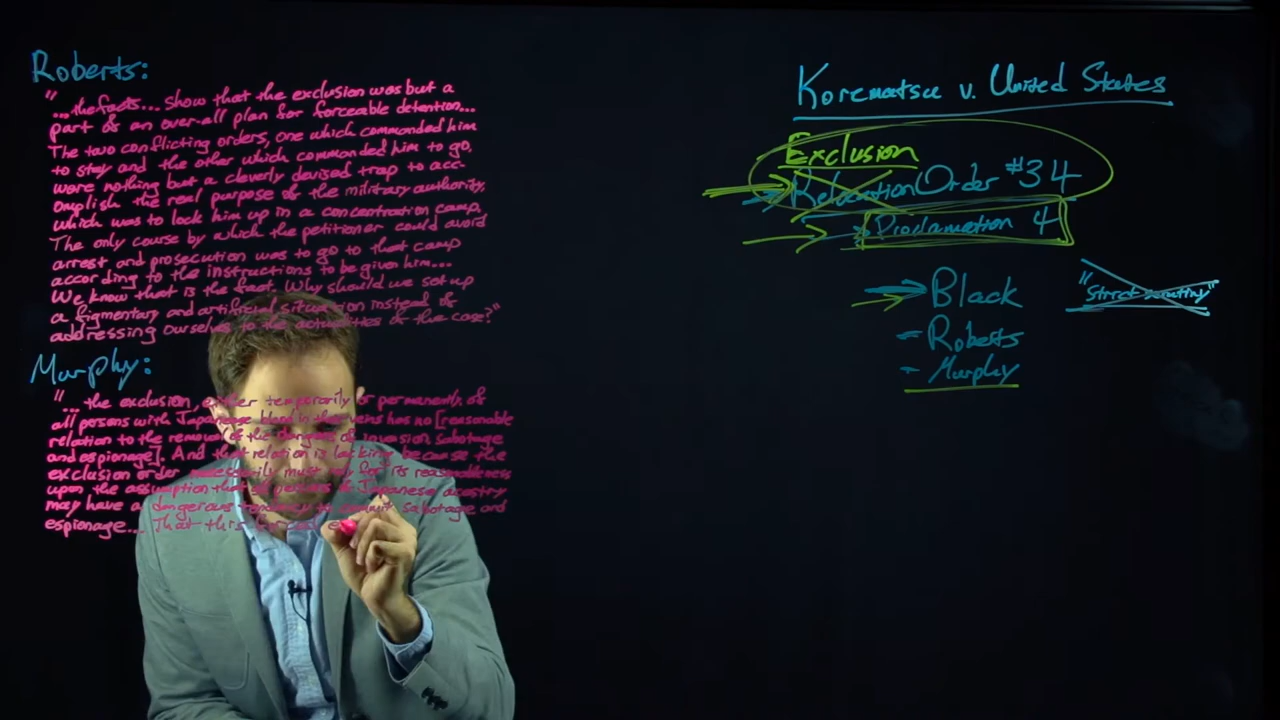 Roberts:
"...the facts... show that the exclusion was but a
part of an over-all plan for forceable detention...
The two conflicting orders, one which commanded him
to stay and the other which commanded him to go,
were nothing but a cleverly devised trap to acc-
omplish the real purpose of the military authority,
which was to lock him up in a concentration camp.
The only course by which the petitioner could avoid
arrest and prosecution was to go to that camp
according to the instructions to be given him...
We know that is the fact. Why should we set up
a figmentary and artificial situation instead of
addressing ourselves to the actualities of the case?"
Murphy:
"... the exclusion, either temporarily or permanently, of
all persons with Japanese blood in their veins has no [reasonable
relation to the removal of the dangers of invasion, sabotage
and espionage]. And that relation is lacking because the
exclusion order necessarily must rely for its reasonableness
upon the assumption that all persons of Japanese
may have a dangerous tendency to commit sabotage and
espionage... That this forced
Korematsu v. United States
Exclusion
Relocation Order #34
Proclamation 4
Black
"Strict scrutiny"
- Roberts
- Murphy